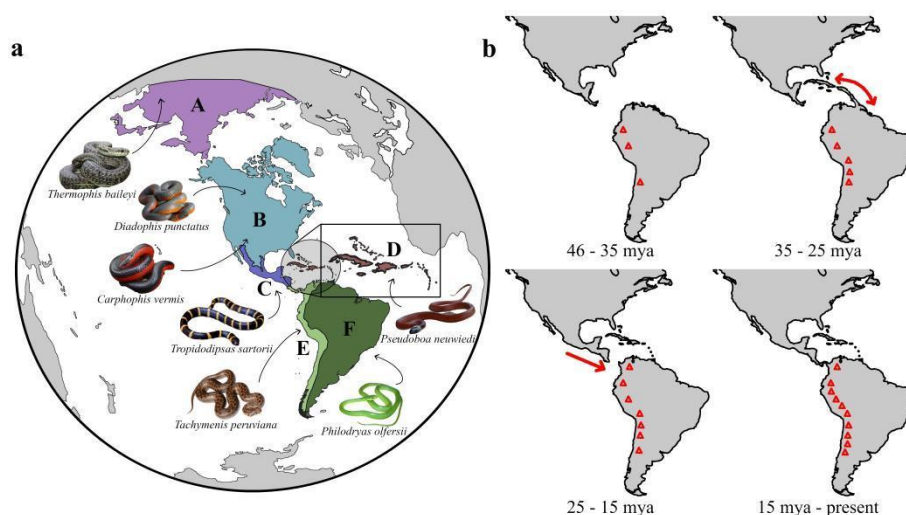 a
A
Thermophis baileyi
Diadophis punctatus
B
D
Carphophis vermis
C
Pseudoboa neuwiedi
Tropidodipsas sartorii
E
F
Tachymenis peruviana
Philodryas olfersii
b
46 - 35 mya
35 - 25 mya
25 - 15 mya
15 mya - present